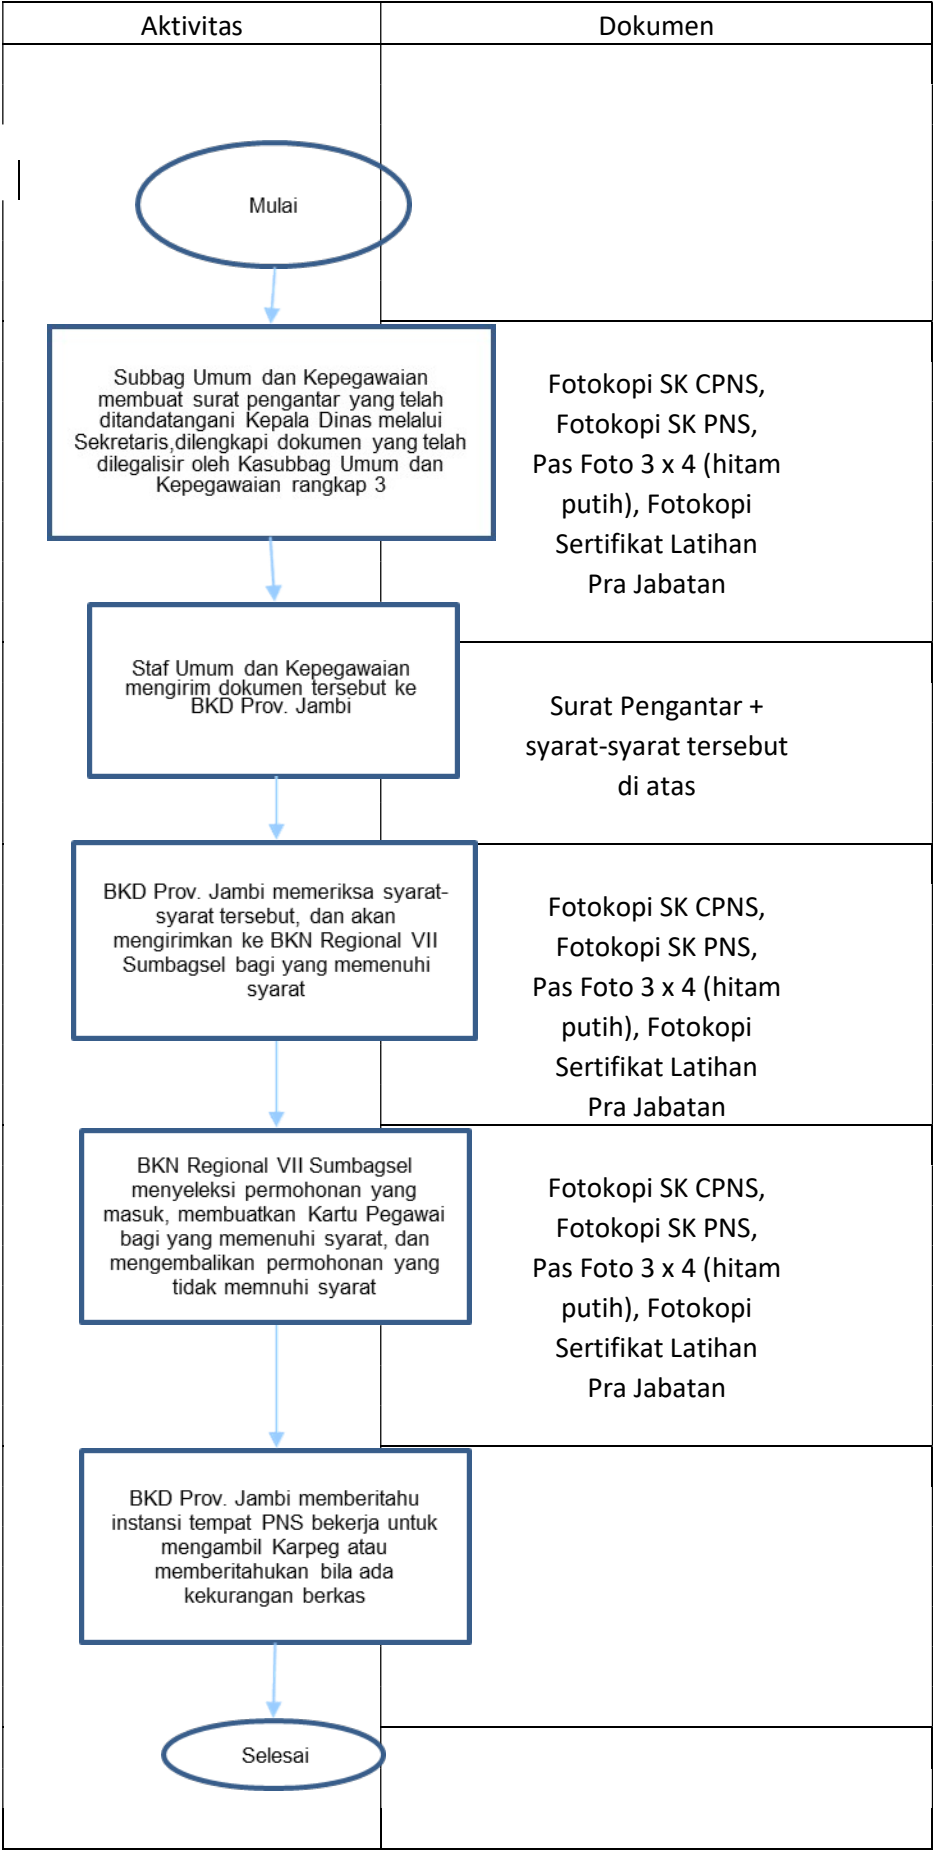 Aktivitas
Dokumen
Mulai
Subbag Umum dan Kepegawaian
membuat surat pengantar yang telah
ditandatangani Kepala Dinas melalui
Sekretaris,dilengkapi dokumen yang telah
dilegalisir oleh Kasubbag Umum dan
Kepegawaian rangkap 3
Fotokopi SK CPNS,
Fotokopi SK PNS,
Pas Foto 3 x 4 (hitam
putih), Fotokopi
Sertifikat Latihan
Pra Jabatan
Staf Umum dan Kepegawaian
mengirim dokumen tersebut ke
BKD Prov. Jambi
Surat Pengantar +
syarat-syarat tersebut
di atas
BKD Prov. Jambi memeriksa syarat-
syarat tersebut, dan akan
mengirimkan ke BKN Regional VII
Sumbagsel bagi yang memenuhi
syarat
Fotokopi SK CPNS,
Fotokopi SK PNS,
Pas Foto 3 x 4 (hitam
putih), Fotokopi
Sertifikat Latihan
Pra Jabatan
BKN Regional VII Sumbagsel
menyeleksi permohonan yang
masuk, membuatkan Kartu Pegawai
bagi yang memenuhi syarat, dan
mengembalikan permohonan yang
tidak memnuhi syarat
Fotokopi SK CPNS,
Fotokopi SK PNS,
Pas Foto 3 x 4 (hitam
putih), Fotokopi
Sertifikat Latihan
Pra Jabatan
BKD Prov. Jambi memberitahu
instansi tempat PNS bekerja untuk
mengambil Karpeg atau
memberitahukan bila ada
kekurangan berkas
Selesai